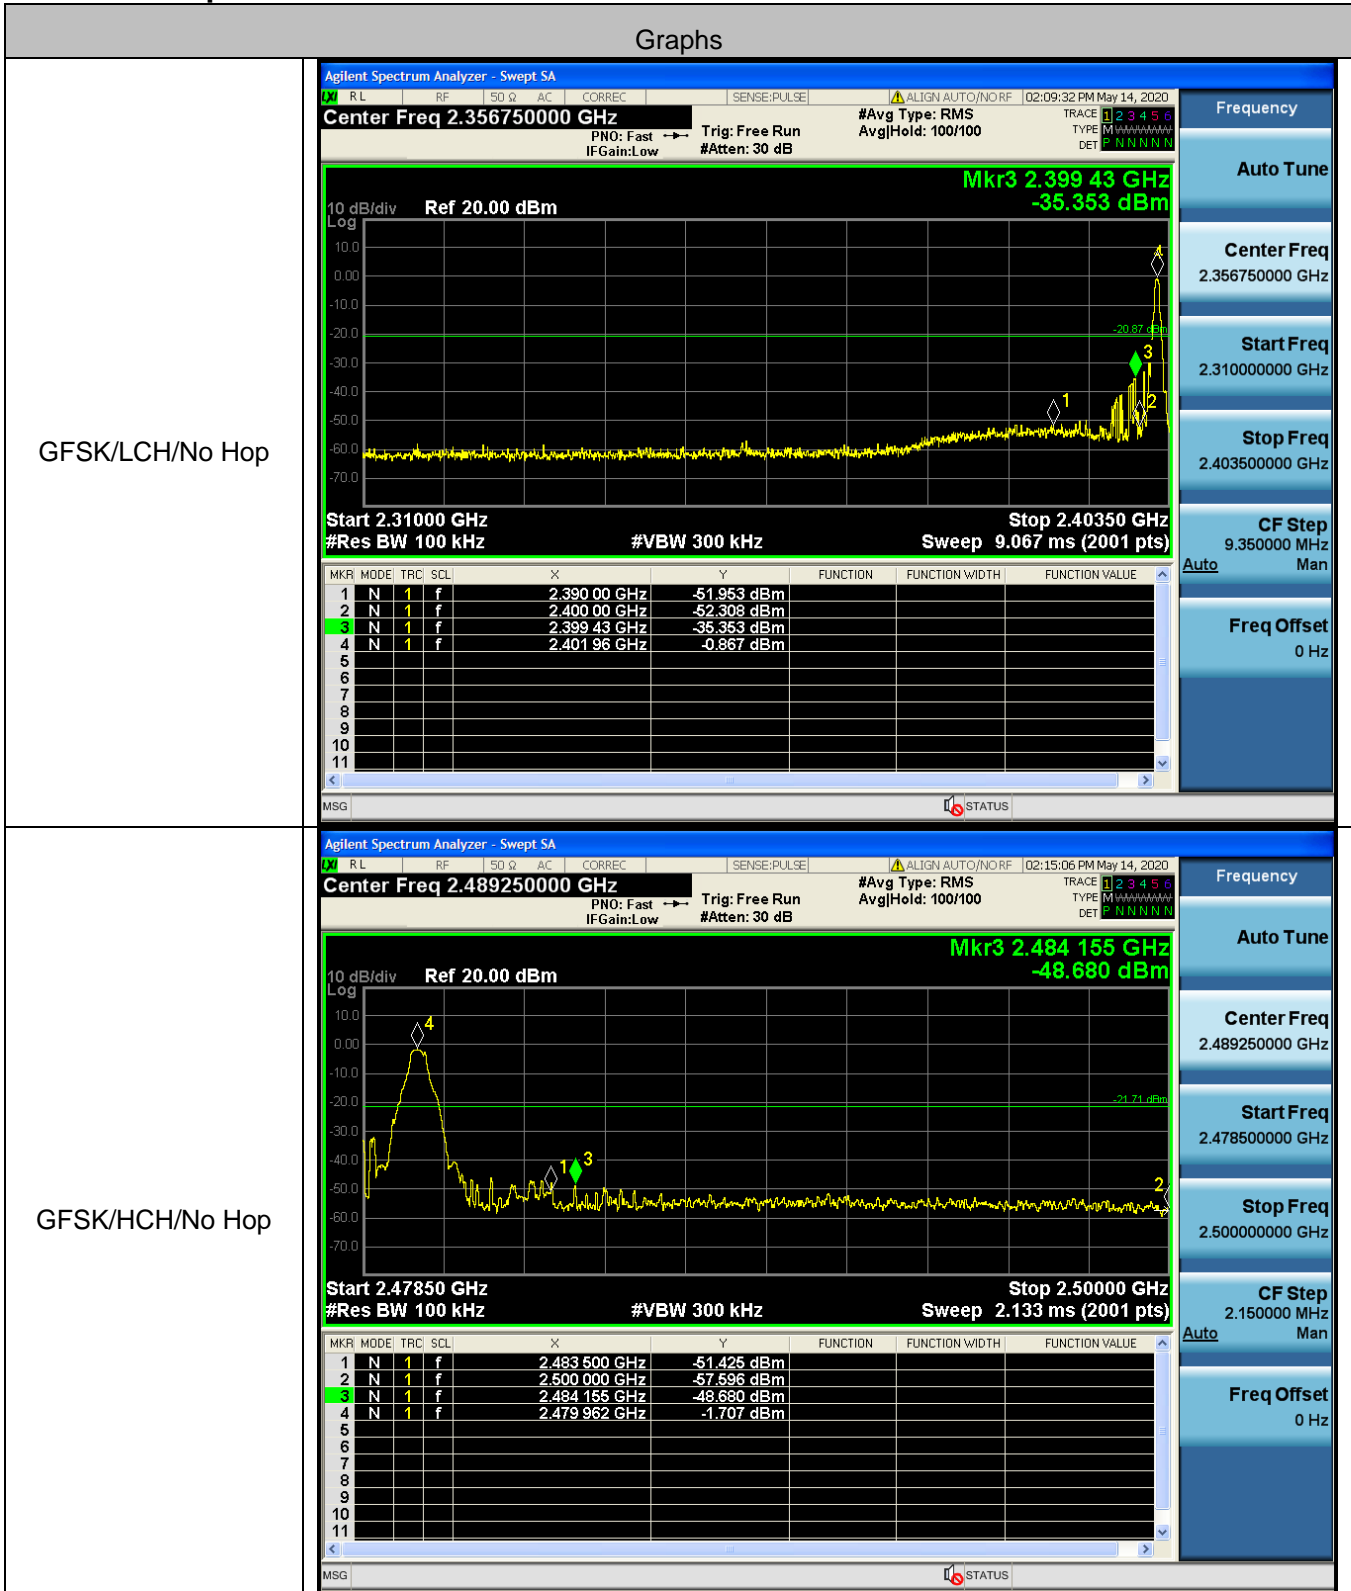 Graphs
GFSK/LCH/No Hop
Agilent Spectrum Analyzer - Swept SA
LXI RL RF 50 Ω AC CORREC SENSE:PULSE ALIGN AUTO/NO RF 02:09:32 PM May 14, 2020
Center Freq 2.356750000 GHz #Avg Type: RMS TRACE 1 2 3 4 5 6
PNO: Fast Trig: Free Run Avg|Hold: 100/100 TYPE M WWWWW
IFGain:Low #Atten: 30 dB DET P N N N N N
Mkr3 2.399 43 GHz
10 dB/div Ref 20.00 dBm -35.353 dBm
Log
10.0
0.00
-10.0
-20.0 -20.87 dBm
-30.0
-40.0
-50.0
-60.0
-70.0
4
3
1 2
Start 2.31000 GHz Stop 2.40350 GHz
#Res BW 100 kHz #VBW 300 kHz Sweep 9.067 ms (2001 pts)
MKR MODE TRC SCL X Y FUNCTION FUNCTION WIDTH FUNCTION VALUE
1 N 1 f 2.390 00 GHz -51.953 dBm
2 N 1 f 2.400 00 GHz -52.308 dBm
3 N 1 f 2.399 43 GHz -35.353 dBm
4 N 1 f 2.401 96 GHz -0.867 dBm
5
6
7
8
9
10
11
MSG STATUS
Frequency
Auto Tune
Center Freq
2.356750000 GHz
Start Freq
2.310000000 GHz
Stop Freq
2.403500000 GHz
CF Step
9.350000 MHz
Auto Man
Freq Offset
0 Hz
GFSK/HCH/No Hop
Agilent Spectrum Analyzer - Swept SA
LXI RL RF 50 Ω AC CORREC SENSE:PULSE ALIGN AUTO/NO RF 02:15:06 PM May 14, 2020
Center Freq 2.489250000 GHz #Avg Type: RMS TRACE 1 2 3 4 5 6
PNO: Fast Trig: Free Run Avg|Hold: 100/100 TYPE M WWWWW
IFGain:Low #Atten: 30 dB DET P N N N N N
Mkr3 2.484 155 GHz
10 dB/div Ref 20.00 dBm -48.680 dBm
Log
10.0
0.00
-10.0
-20.0 -21.71 dBm
-30.0
-40.0
-50.0
-60.0
-70.0
4
1 3
2
Start 2.47850 GHz Stop 2.50000 GHz
#Res BW 100 kHz #VBW 300 kHz Sweep 2.133 ms (2001 pts)
MKR MODE TRC SCL X Y FUNCTION FUNCTION WIDTH FUNCTION VALUE
1 N 1 f 2.483 500 GHz -51.425 dBm
2 N 1 f 2.500 000 GHz -57.596 dBm
3 N 1 f 2.484 155 GHz -48.680 dBm
4 N 1 f 2.479 962 GHz -1.707 dBm
5
6
7
8
9
10
11
MSG STATUS
Frequency
Auto Tune
Center Freq
2.489250000 GHz
Start Freq
2.478500000 GHz
Stop Freq
2.500000000 GHz
CF Step
2.150000 MHz
Auto Man
Freq Offset
0 Hz